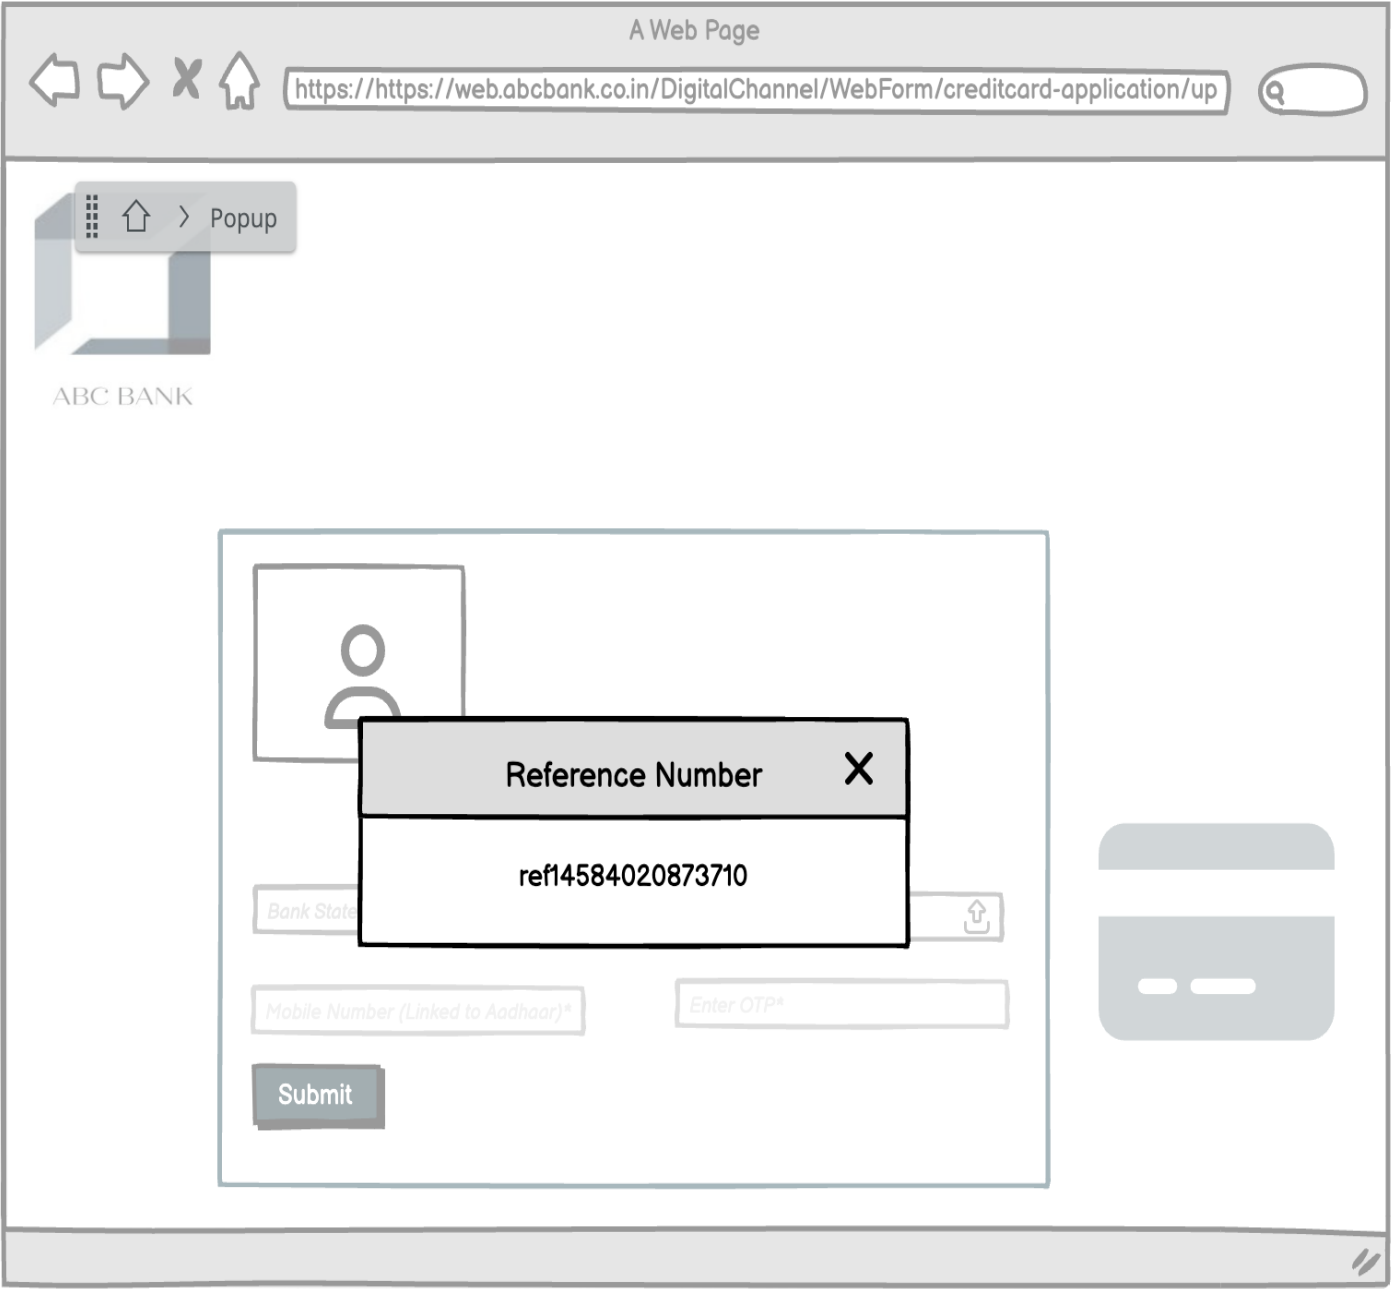 A Web Page
https://https://web.abcbank.co.in/DigitalChannel/WebForm/creditcard-application/up
Popup
ABC BANK
Reference Number
ref14584020873710
Bank State
Mobile Number (Linked to Aadhaar)*
Enter OTP*
Submit